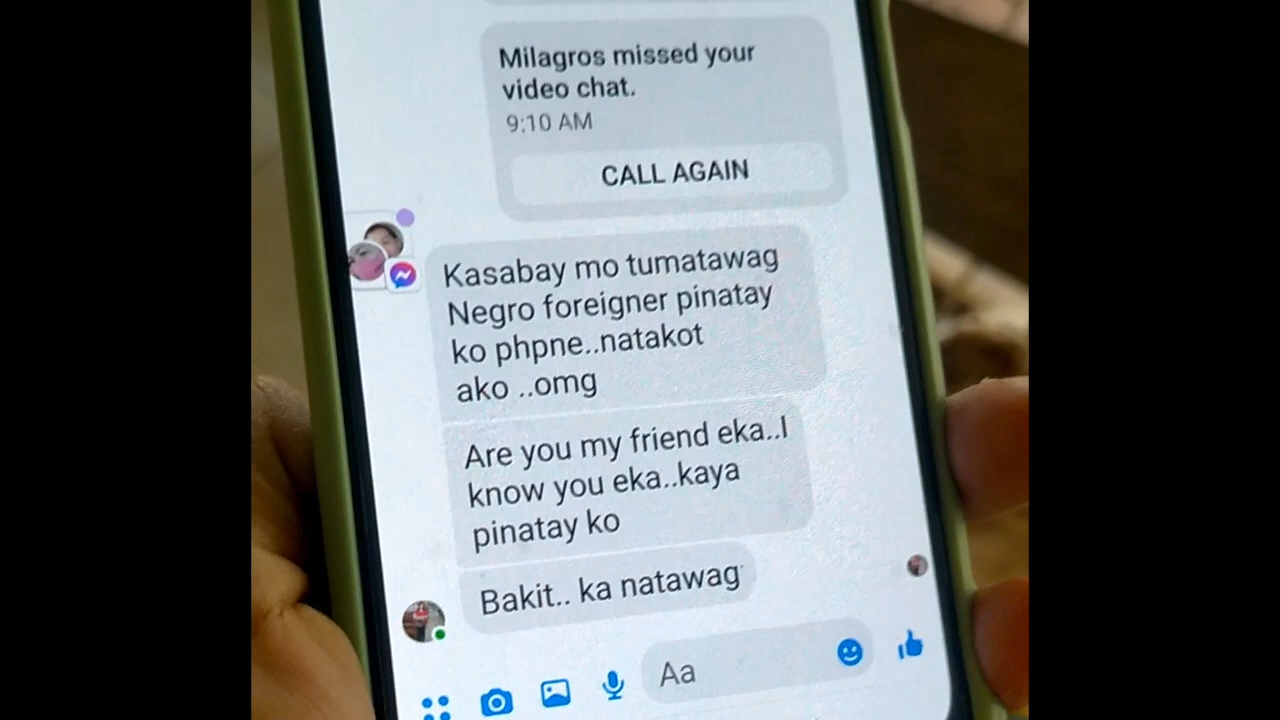 Milagros missed your
video chat.
9:10 AM
CALL AGAIN
Kasabay mo tumatawag
Negro foreigner pinatay
ko phpne..natakot
ako ..omg
Are you my friend eka..I
know you eka..kaya
pinatay ko
Bakit.. ka natawag
Aa